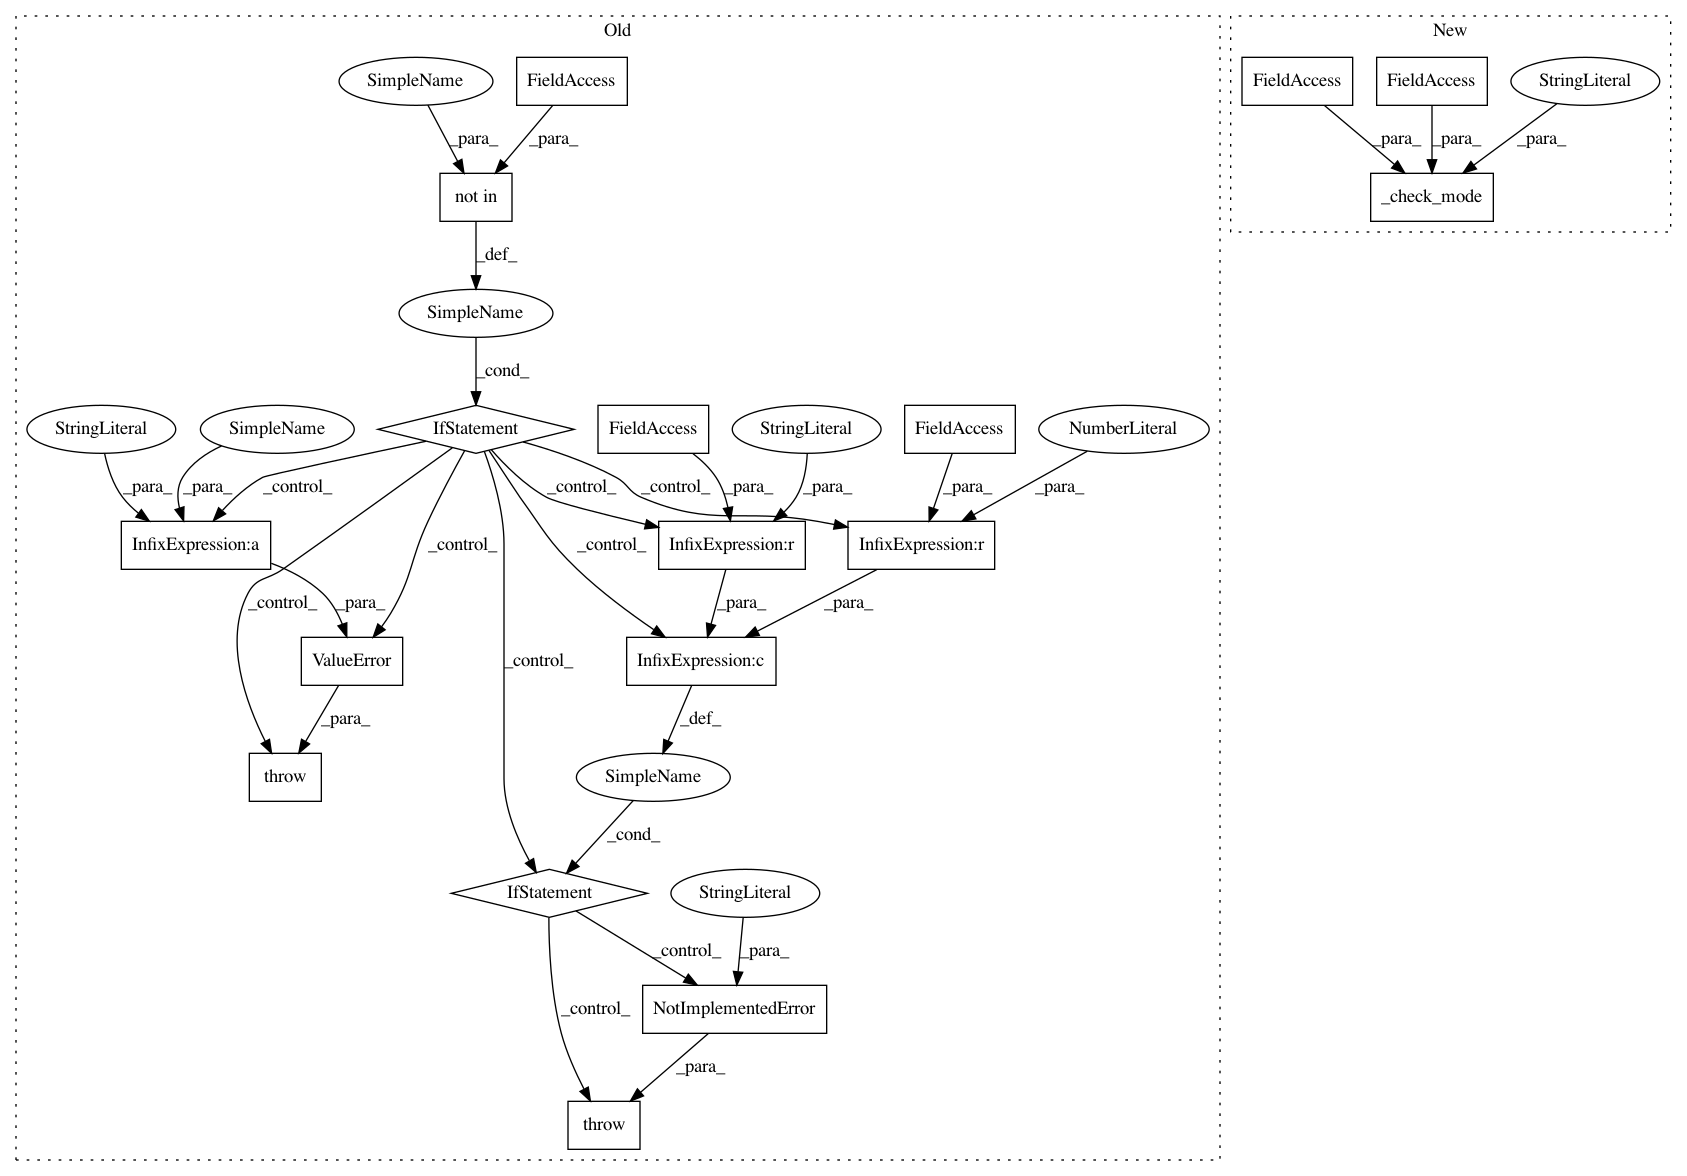 Old
New
SimpleName
FieldAccess
FieldAccess
FieldAccess
StringLiteral
_para_
_para_
_para_
_para_
_para_
not in
_check_mode
_def_
SimpleName
_cond_
StringLiteral
SimpleName
IfStatement
FieldAccess
StringLiteral
FieldAccess
NumberLiteral
_para_
_para_
_control_
_control_
_control_
_para_
_para_
_para_
_para_
InfixExpression:a
_control_
_control_
InfixExpression:r
InfixExpression:r
_control_
_para_
_para_
_para_
ValueError
_control_
InfixExpression:c
_para_
_def_
throw
SimpleName
_cond_
IfStatement
StringLiteral
_control_
_para_
_control_
NotImplementedError
_para_
throw